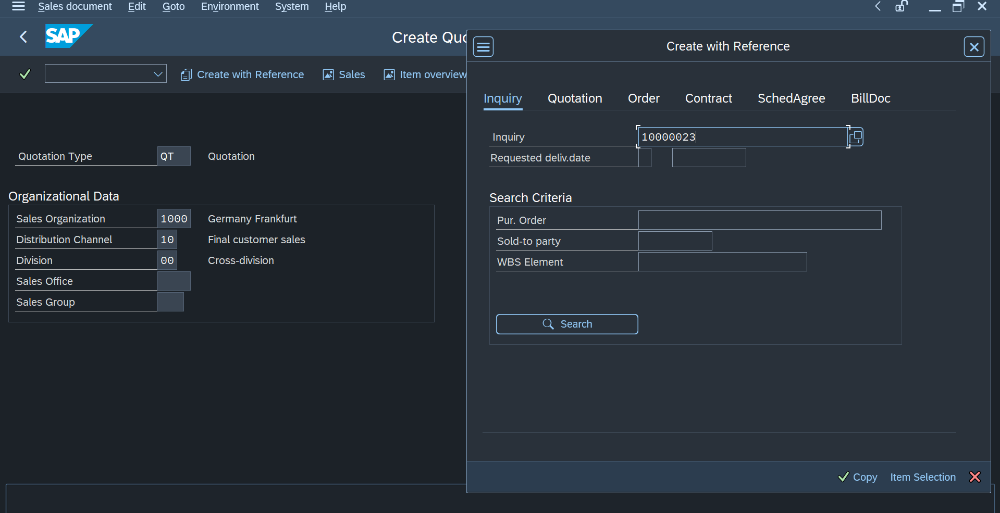 Sales document Edit Goto Environment System Help
SAP
Create Quo
Create with Reference
Create with Reference Sales Item overview
Inquiry Quotation Order Contract SchedAgree BillDoc
Inquiry 10000023
Requested deliv.date
Quotation Type QT Quotation
Organizational Data
Search Criteria
Sales Organization 1000 Germany Frankfurt
Pur. Order
Distribution Channel 10 Final customer sales
Sold-to party
Division 00 Cross-division
WBS Element
Sales Office
Sales Group
Search
Copy Item Selection